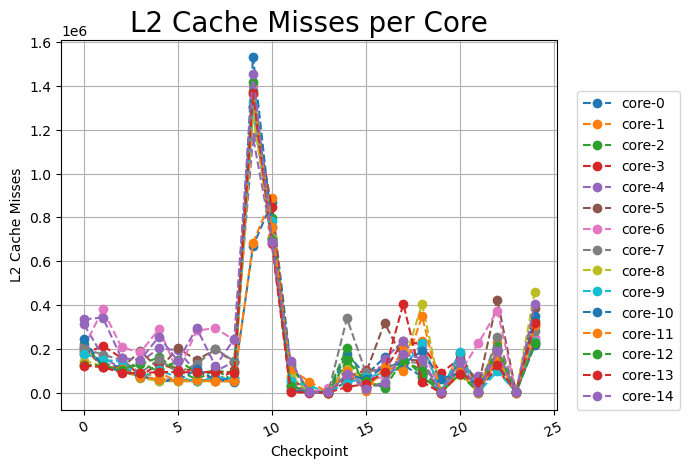 L2 Cache Misses per Core
1e6
1.6
1.4
1.2
1.0
0.8
0.6
0.4
0.2
0.0
L2 Cache Misses
0
5
10
15
20
25
Checkpoint
core-0
core-1
core-2
core-3
core-4
core-5
core-6
core-7
core-8
core-9
core-10
core-11
core-12
core-13
core-14